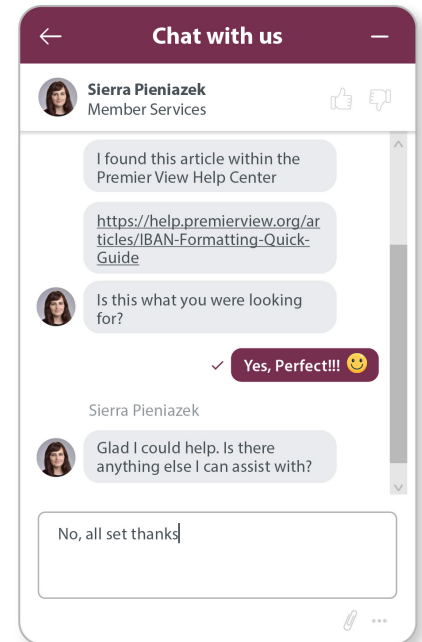 Chat with us
Sierra Pieniazek
Member Services
I found this article within the
Premier View Help Center
https://help.premierview.org/ar
ticles/IBAN-Formatting-Quick-
Guide
Is this what you were looking
for?
Yes, Perfect!!! 🙂
Sierra Pieniazek
Glad I could help. Is there
anything else I can assist with?
No, all set thanks